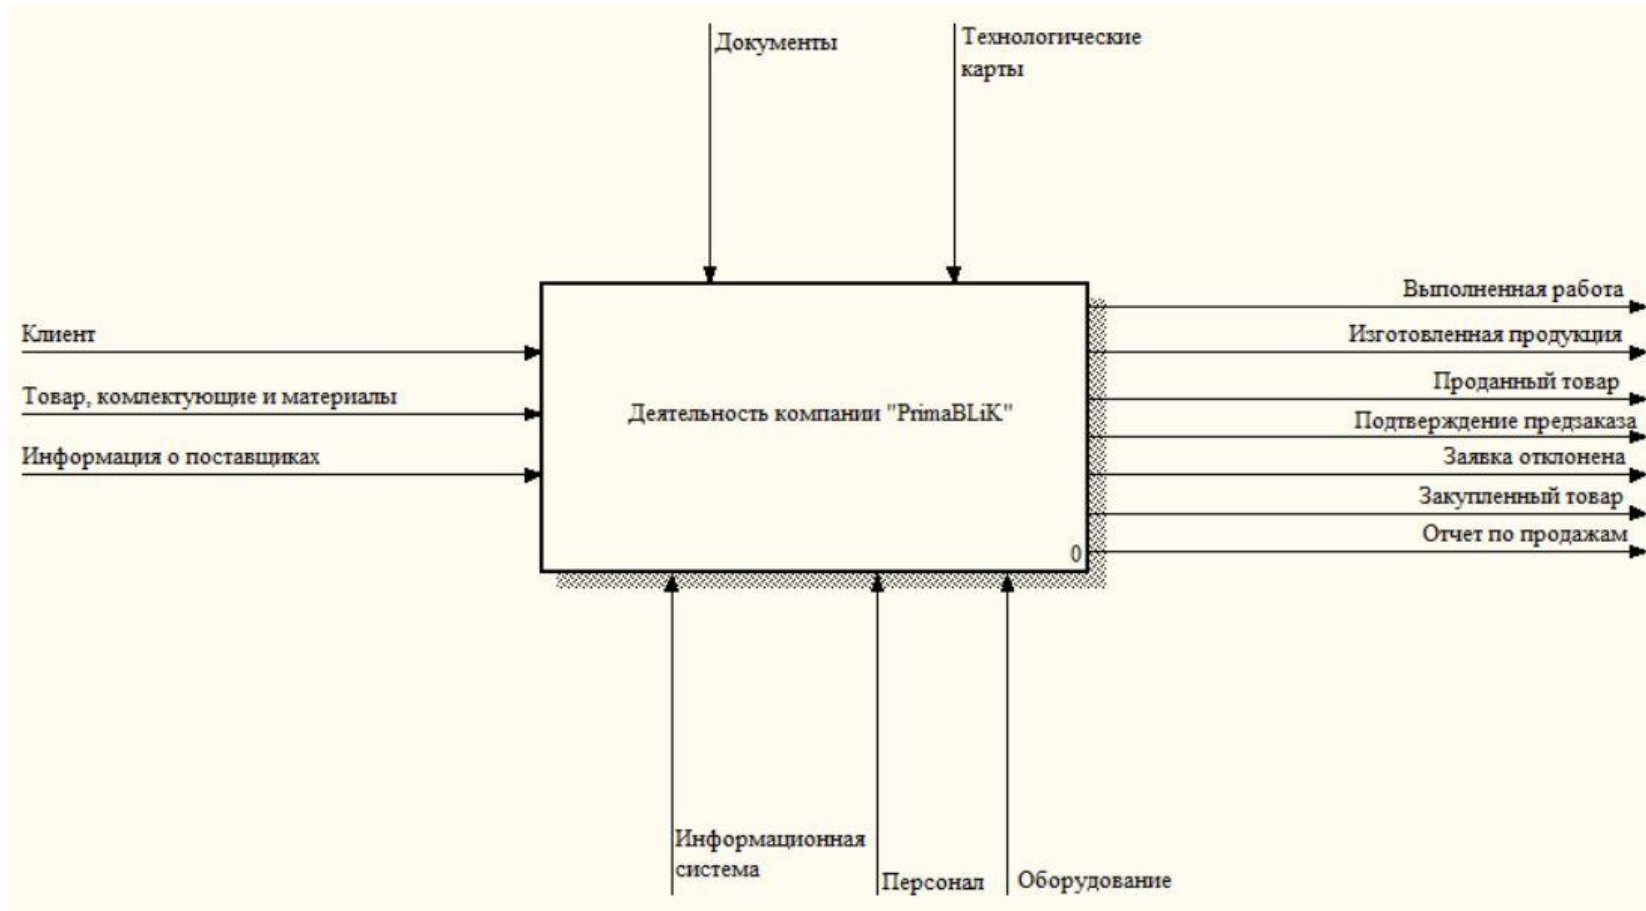 Документы
Технологические
карты
Клиент
Товар, комлектующие и материалы
Информация о поставщиках
Деятельность компании "PrimaBLiK"
0
Выполненная работа
Изготовленная продукция
Проданный товар
Подтверждение предзаказа
Заявка отклонена
Закупленный товар
Отчет по продажам
Информационная
система
Персонал
Оборудование